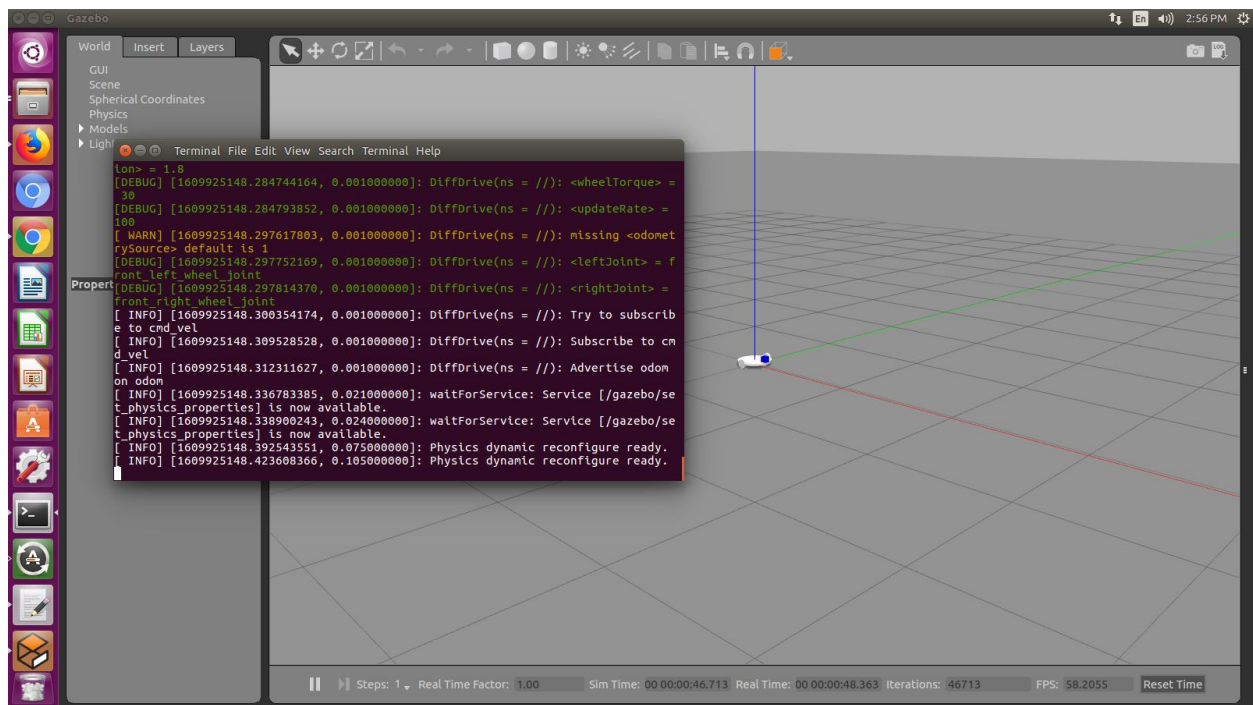 Gazebo
En
2:56 PM
World Insert Layers
GUI
Scene
Spherical Coordinates
Physics
Models
Ligh
Propert
Terminal File Edit View Search Terminal Help
ion> = 1.8
[DEBUG] [1609925148.284744164, 0.001000000]: DiffDrive(ns = //): <wheelTorque> =
 30
[DEBUG] [1609925148.284793852, 0.001000000]: DiffDrive(ns = //): <updateRate> =
100
[ WARN] [1609925148.297617803, 0.001000000]: DiffDrive(ns = //): missing <odomet
rySource> default is 1
[DEBUG] [1609925148.297752169, 0.001000000]: DiffDrive(ns = //): <leftJoint> = f
ront_left_wheel_joint
[DEBUG] [1609925148.297814370, 0.001000000]: DiffDrive(ns = //): <rightJoint> =
front_right_wheel_joint
[ INFO] [1609925148.300354174, 0.001000000]: DiffDrive(ns = //): Try to subscrib
e to cmd_vel
[ INFO] [1609925148.309528528, 0.001000000]: DiffDrive(ns = //): Subscribe to cm
d_vel
[ INFO] [1609925148.312311627, 0.001000000]: DiffDrive(ns = //): Advertise odom
on odom
[ INFO] [1609925148.336783385, 0.021000000]: waitForService: Service [/gazebo/se
t_physics_properties] is now available.
[ INFO] [1609925148.338900243, 0.024000000]: waitForService: Service [/gazebo/se
t_physics_properties] is now available.
[ INFO] [1609925148.392543551, 0.075000000]: Physics dynamic reconfigure ready.
[ INFO] [1609925148.423608366, 0.105000000]: Physics dynamic reconfigure ready.
Steps: 1 Real Time Factor: 1.00 Sim Time: 00 00:00:46.713 Real Time: 00 00:00:48.363 Iterations: 46713 FPS: 58.2055 Reset Time